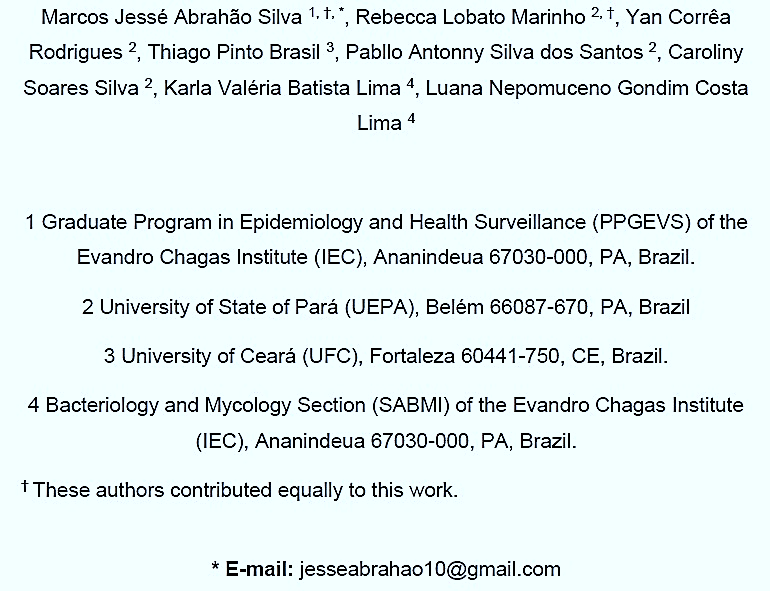 Marcos Jessé Abrahão Silva 1, †, *, Rebecca Lobato Marinho 2, †, Yan Corrêa
Rodrigues 2, Thiago Pinto Brasil 3, Pabllo Antonny Silva dos Santos 2, Caroliny
Soares Silva 2, Karla Valéria Batista Lima 4, Luana Nepomuceno Gondim Costa
Lima 4
1 Graduate Program in Epidemiology and Health Surveillance (PPGEVS) of the
Evandro Chagas Institute (IEC), Ananindeua 67030-000, PA, Brazil.
2 University of State of Pará (UEPA), Belém 66087-670, PA, Brazil
3 University of Ceará (UFC), Fortaleza 60441-750, CE, Brazil.
4 Bacteriology and Mycology Section (SABMI) of the Evandro Chagas Institute
(IEC), Ananindeua 67030-000, PA, Brazil.
† These authors contributed equally to this work.
* E-mail: jesseabrahao10@gmail.com